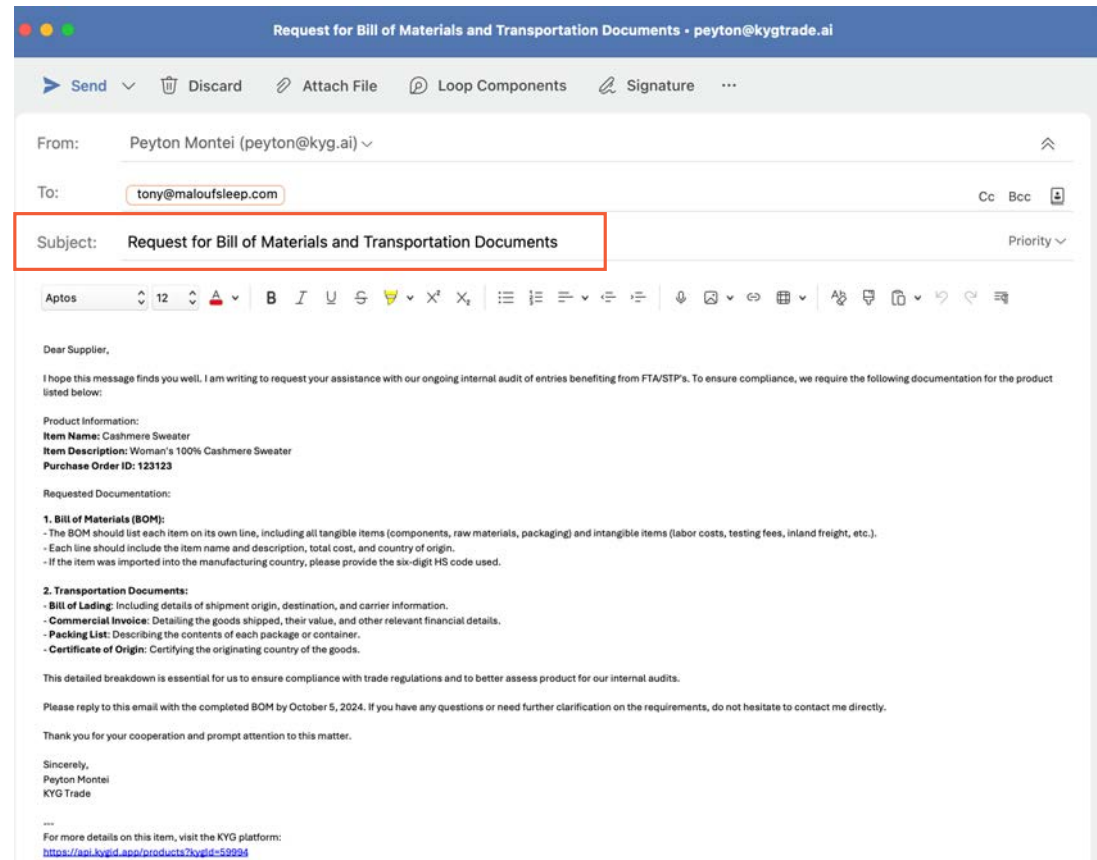 Request for Bill of Materials and Transportation Documents • peyton@kygtrade.ai
Send Discard Attach File Loop Components Signature ...
From: Peyton Montei (peyton@kyg.ai)
To: tony@maloufsleep.com Cc Bcc
Subject: Request for Bill of Materials and Transportation Documents Priority
Aptos 12 A B I U S X² X₂
Dear Supplier,
I hope this message finds you well. I am writing to request your assistance with our ongoing internal audit of entries benefiting from FTA/STP's. To ensure compliance, we require the following documentation for the product
listed below:
Product Information:
Item Name: Cashmere Sweater
Item Description: Woman's 100% Cashmere Sweater
Purchase Order ID: 123123
Requested Documentation:
1. Bill of Materials (BOM):
- The BOM should list each item on its own line, including all tangible items (components, raw materials, packaging) and intangible items (labor costs, testing fees, inland freight, etc.).
- Each line should include the item name and description, total cost, and country of origin.
- If the item was imported into the manufacturing country, please provide the six-digit HS code used.
2. Transportation Documents:
- Bill of Lading: Including details of shipment origin, destination, and carrier information.
- Commercial Invoice: Detailing the goods shipped, their value, and other relevant financial details.
- Packing List: Describing the contents of each package or container.
- Certificate of Origin: Certifying the originating country of the goods.
This detailed breakdown is essential for us to ensure compliance with trade regulations and to better assess product for our internal audits.
Please reply to this email with the completed BOM by October 5, 2024. If you have any questions or need further clarification on the requirements, do not hesitate to contact me directly.
Thank you for your cooperation and prompt attention to this matter.
Sincerely,
Peyton Montei
KYG Trade
---
For more details on this item, visit the KYG platform:
https://api.kygid.app/products?kygId=59994